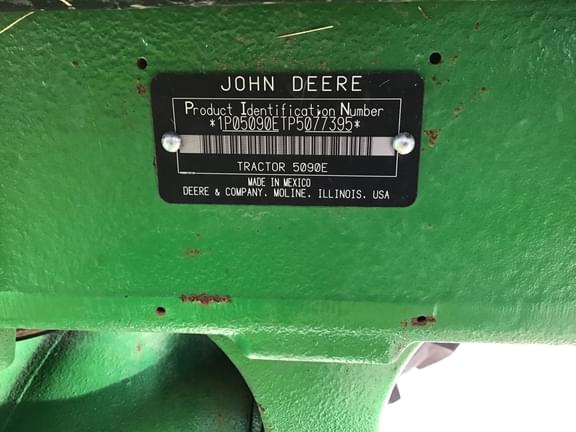 JOHN DEERE
Product Identification Number
*1P05090ETP5077395*
TRACTOR 5090E
MADE IN MEXICO
DEERE & COMPANY. MOLINE. ILLINOIS. USA